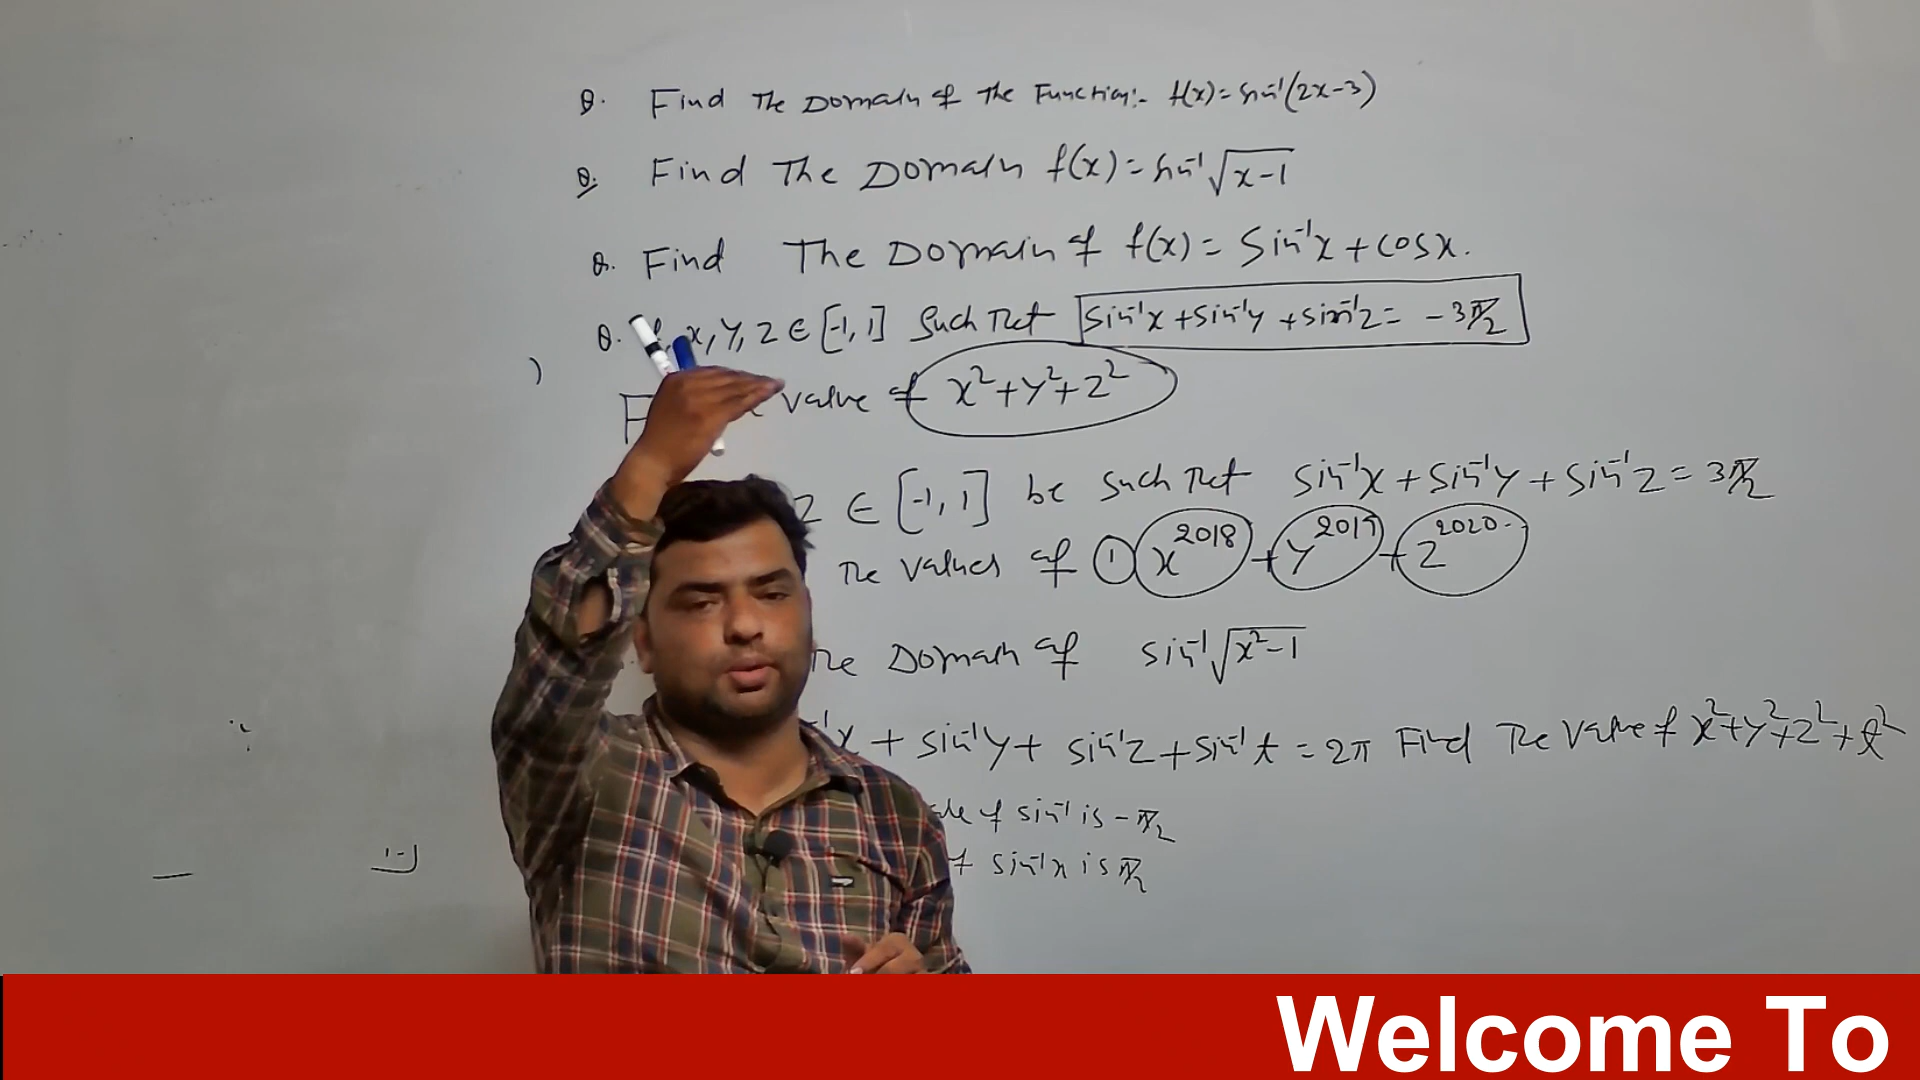 Q. Find The Domain of The Function:- f(x) = sin⁻¹(2x-3)
Q. Find The Domain f(x) = sin⁻¹√(x-1)
Q. Find The Domain of f(x) = Sin⁻¹x + cosx.
Q. x, y, z ∈ [-1, 1] Such That sin⁻¹x + sin⁻¹y + sin⁻¹z = -3π/2
value of x² + y² + z²
z ∈ [-1, 1] be such that sin⁻¹x + sin⁻¹y + sin⁻¹z = 3π/2
The values of ① x²⁰¹⁸ + y²⁰¹⁹ + z²⁰²⁰
The Domain of sin⁻¹√(x²-1)
x + sin⁻¹y + sin⁻¹z + sin⁻¹t = 2π Find The Value of x² + y² + z² + t²
of sin⁻¹ is -π/2
of sin⁻¹x is π/2
Welcome To